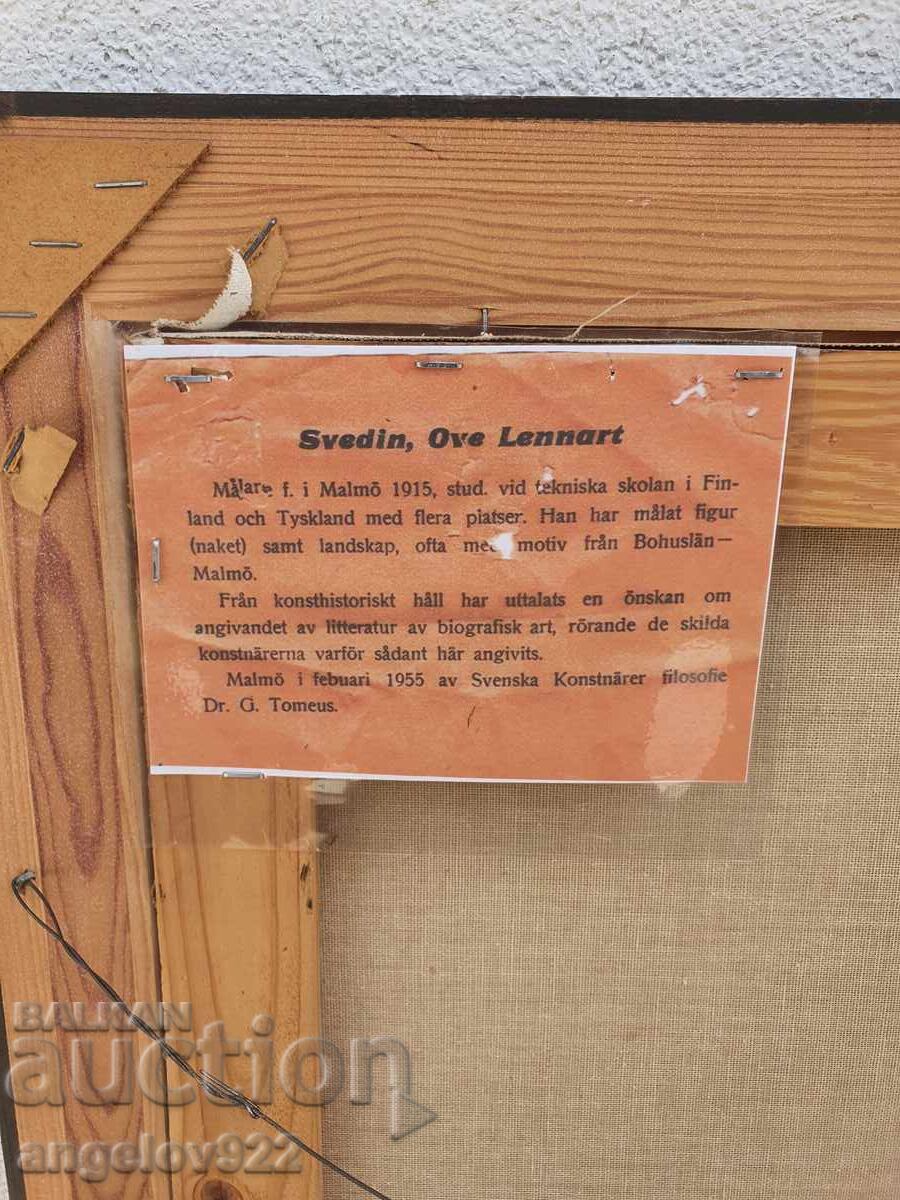 Svedin, Ove Lennart
Målare f. i Malmö 1915, stud. vid tekniska skolan i Fin-
land och Tyskland med flera platser. Han har målat figur
(naket) samt landskap, ofta med motiv från Bohuslän—
Malmö.
Från konsthistoriskt håll har uttalats en önskan om
angivandet av litteratur av biografisk art, rörande de skilda
konstnärerna varför sådant här angivits.
Malmö i febuari 1955 av Svenska Konstnärer filosofie
Dr. G. Tomeus.
BALKAN
auction
angelov922